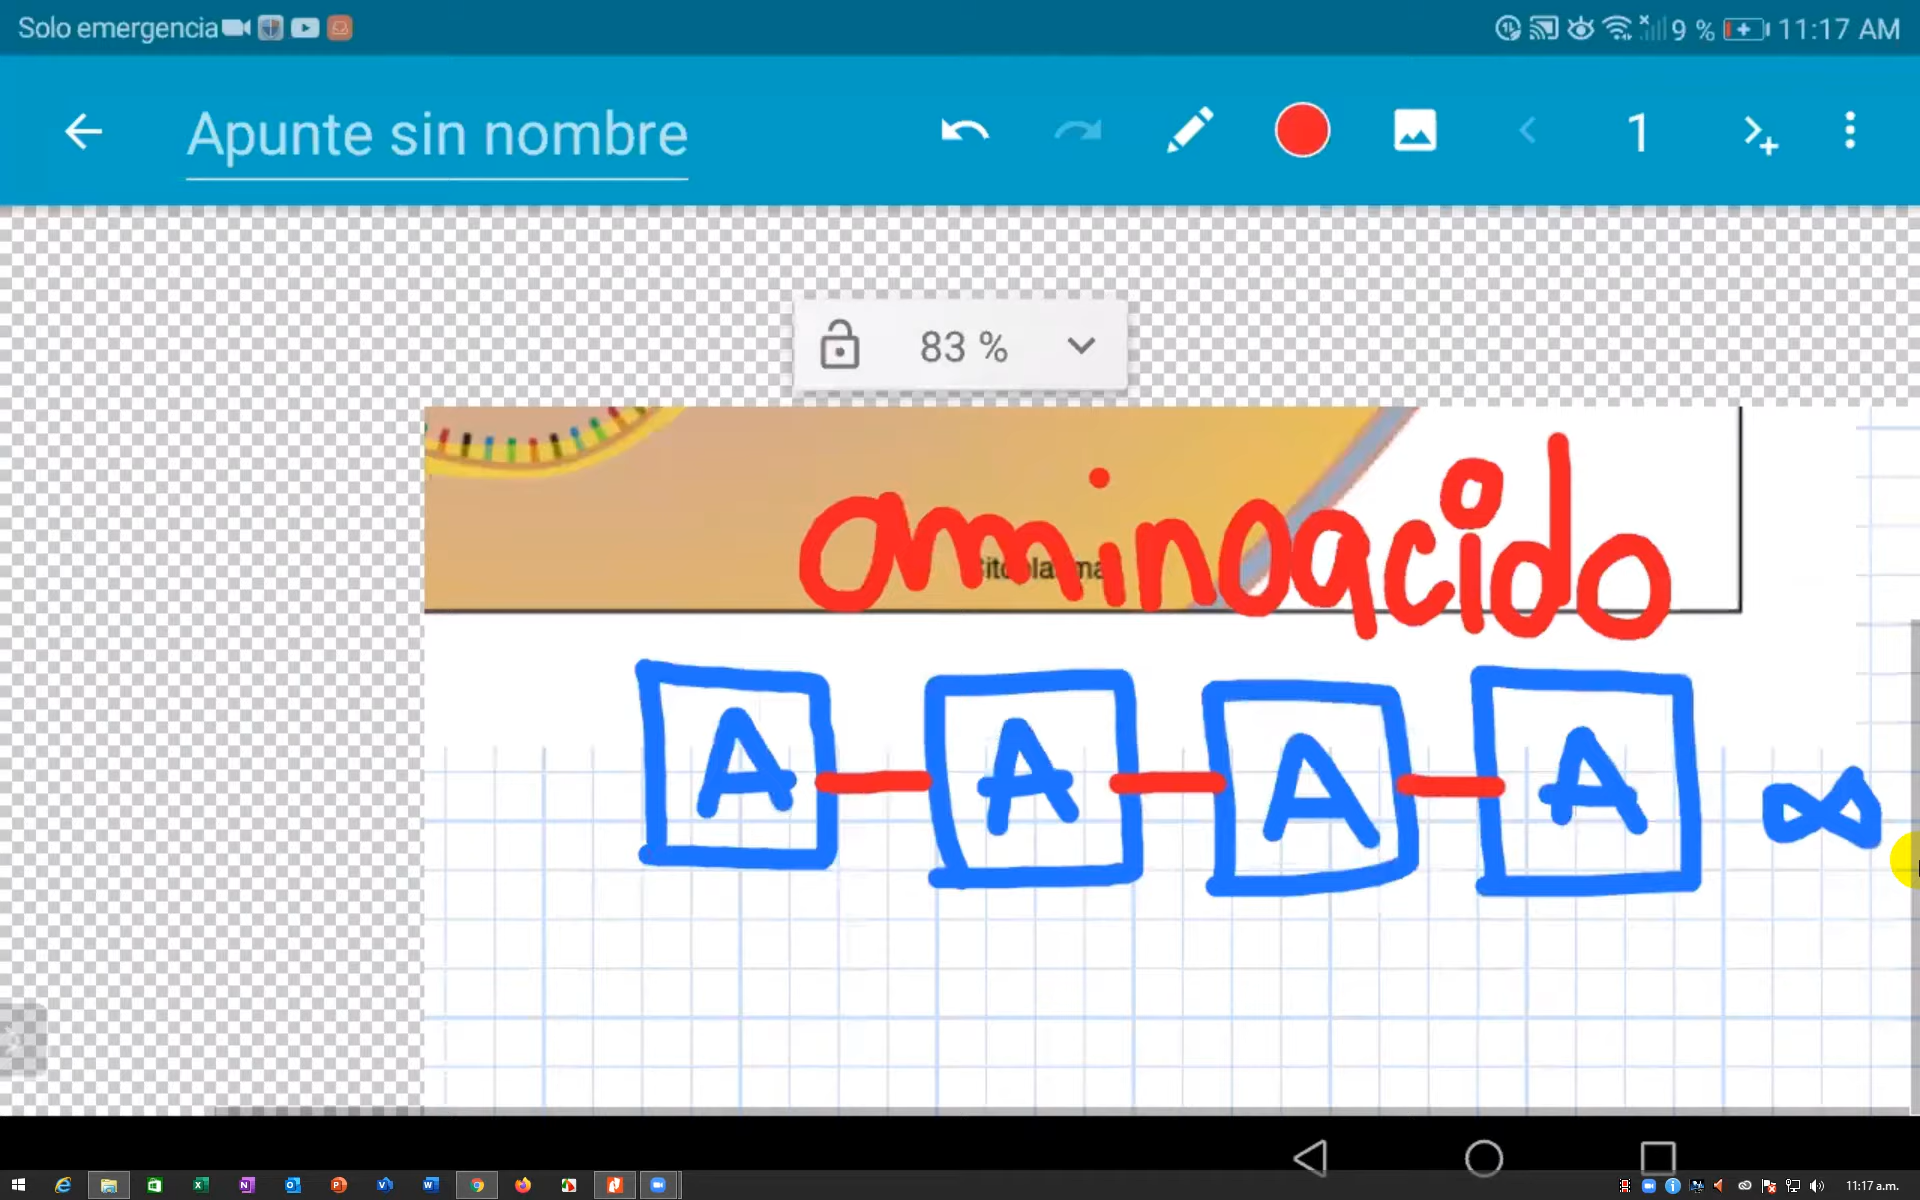 Solo emergencia 9 % 11:17 AM
Apunte sin nombre 1
83 %
aminoacido
A A A A ∞
11:17 a.m.